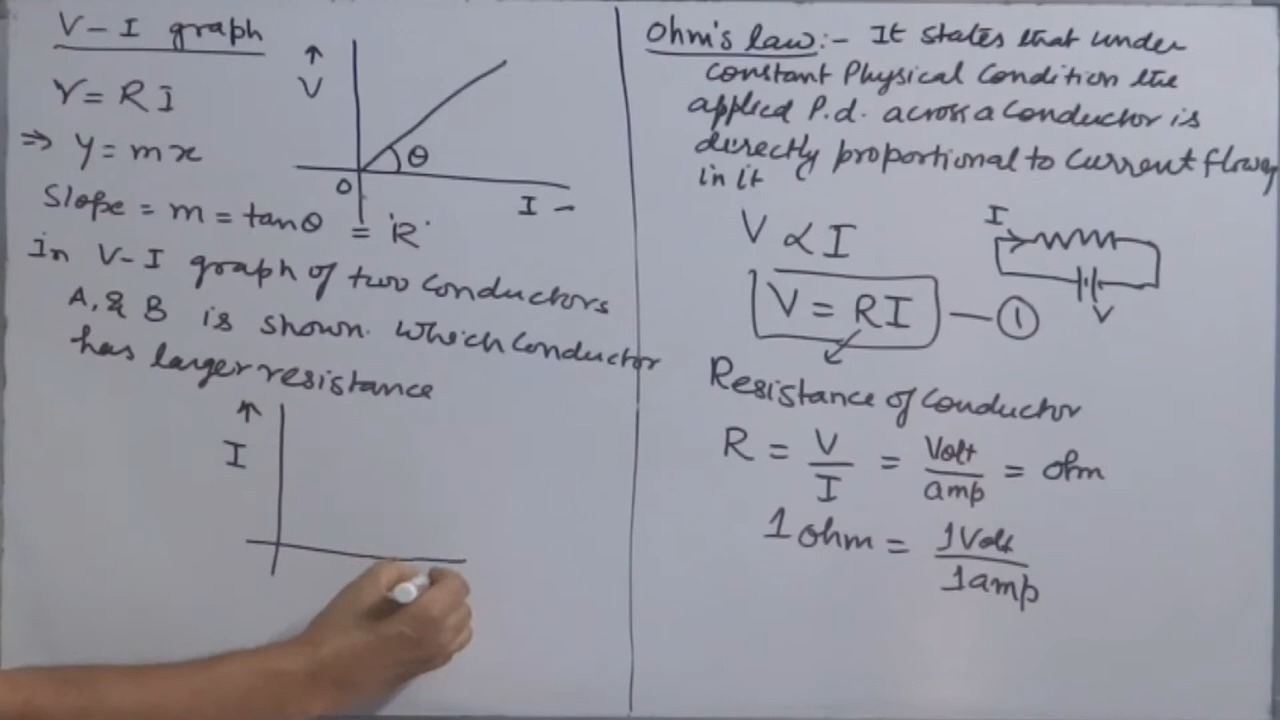 V - I graph
V = RI
⇒ y = mx
Slope = m = tanθ = 'R'
↑
V
θ
O
I -
In V-I graph of two conductors
A, & B is shown. Which conductor
has larger resistance
↑
I
Ohm's law:- It states that under
constant Physical Condition the
applied P.d. across a conductor is
directly proportional to current flowing
in it
V ∝ I
V = RI — ①
I
V
Resistance of conductor
R = V/I = Volt/amp = ohm
1 ohm = 1 Volt/1 amp